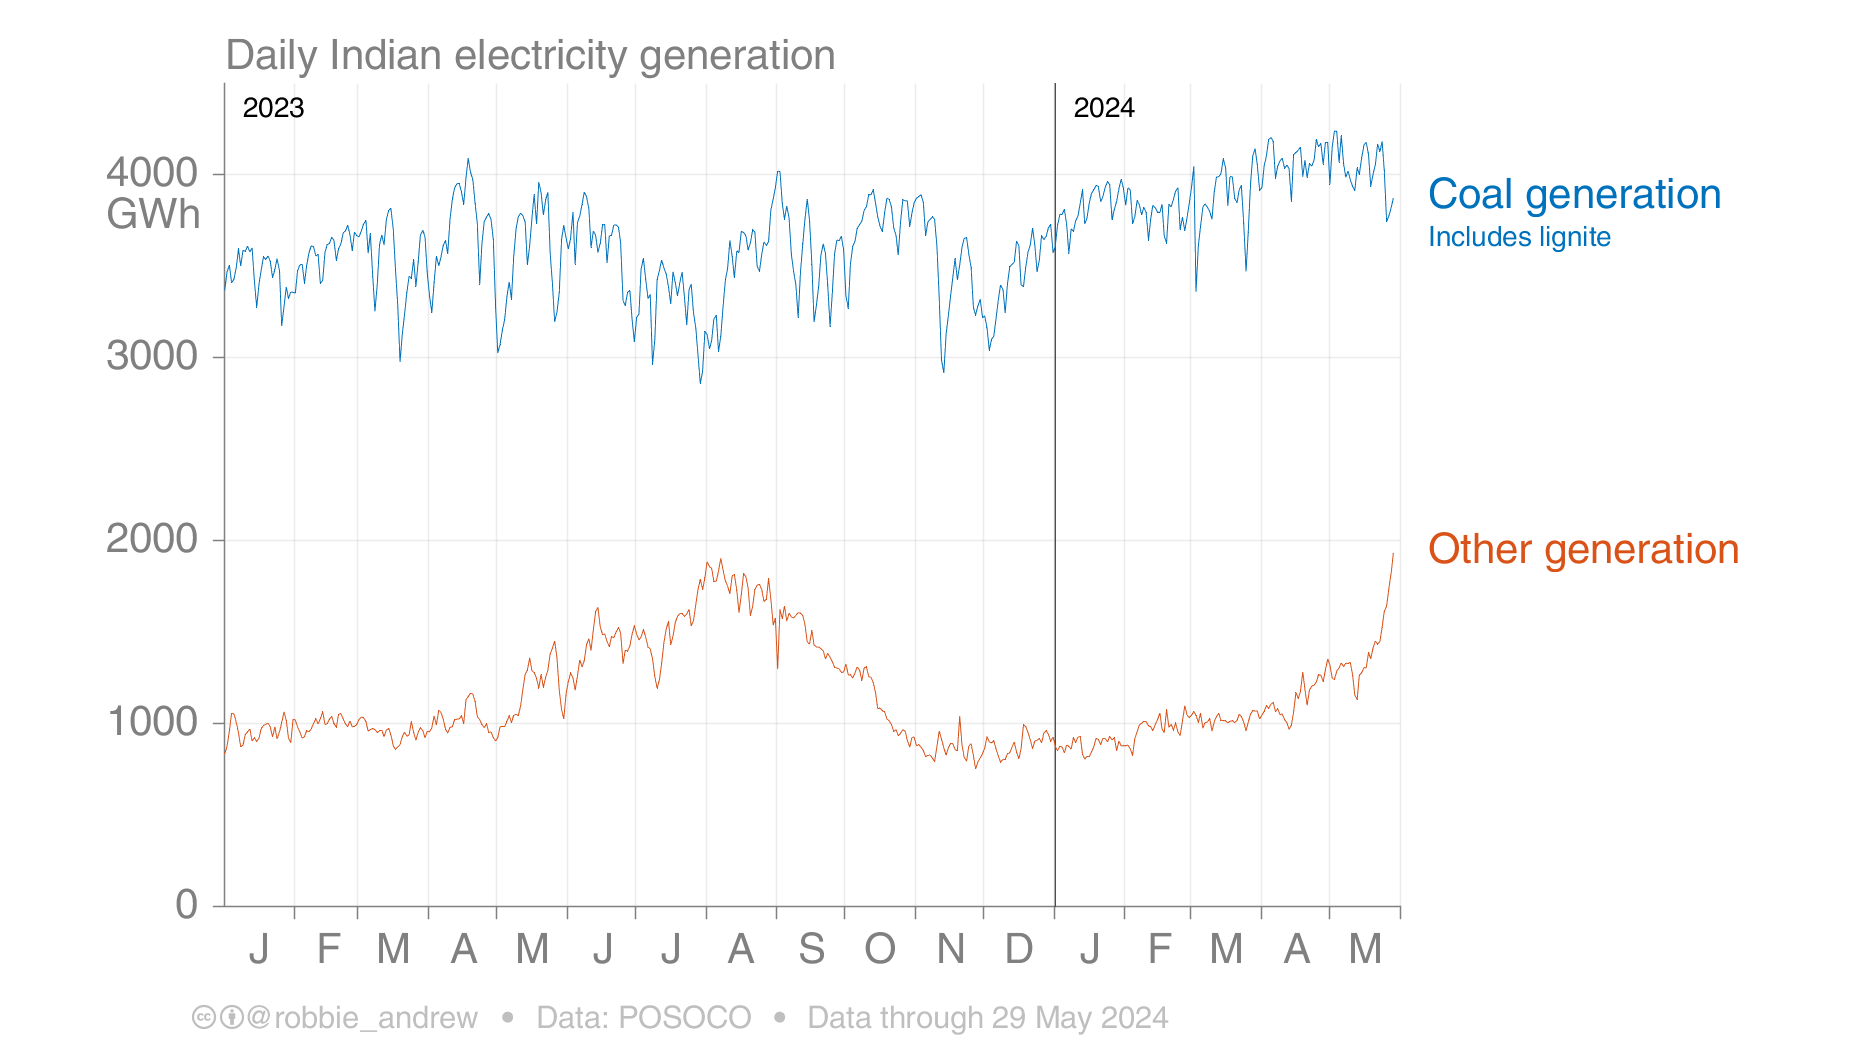 Daily Indian electricity generation
2023
2024
4000
GWh
3000
2000
1000
0
Coal generation
Includes lignite
Other generation
J F M A M J J A S O N D J F M A M
@robbie_andrew • Data: POSOCO • Data through 29 May 2024